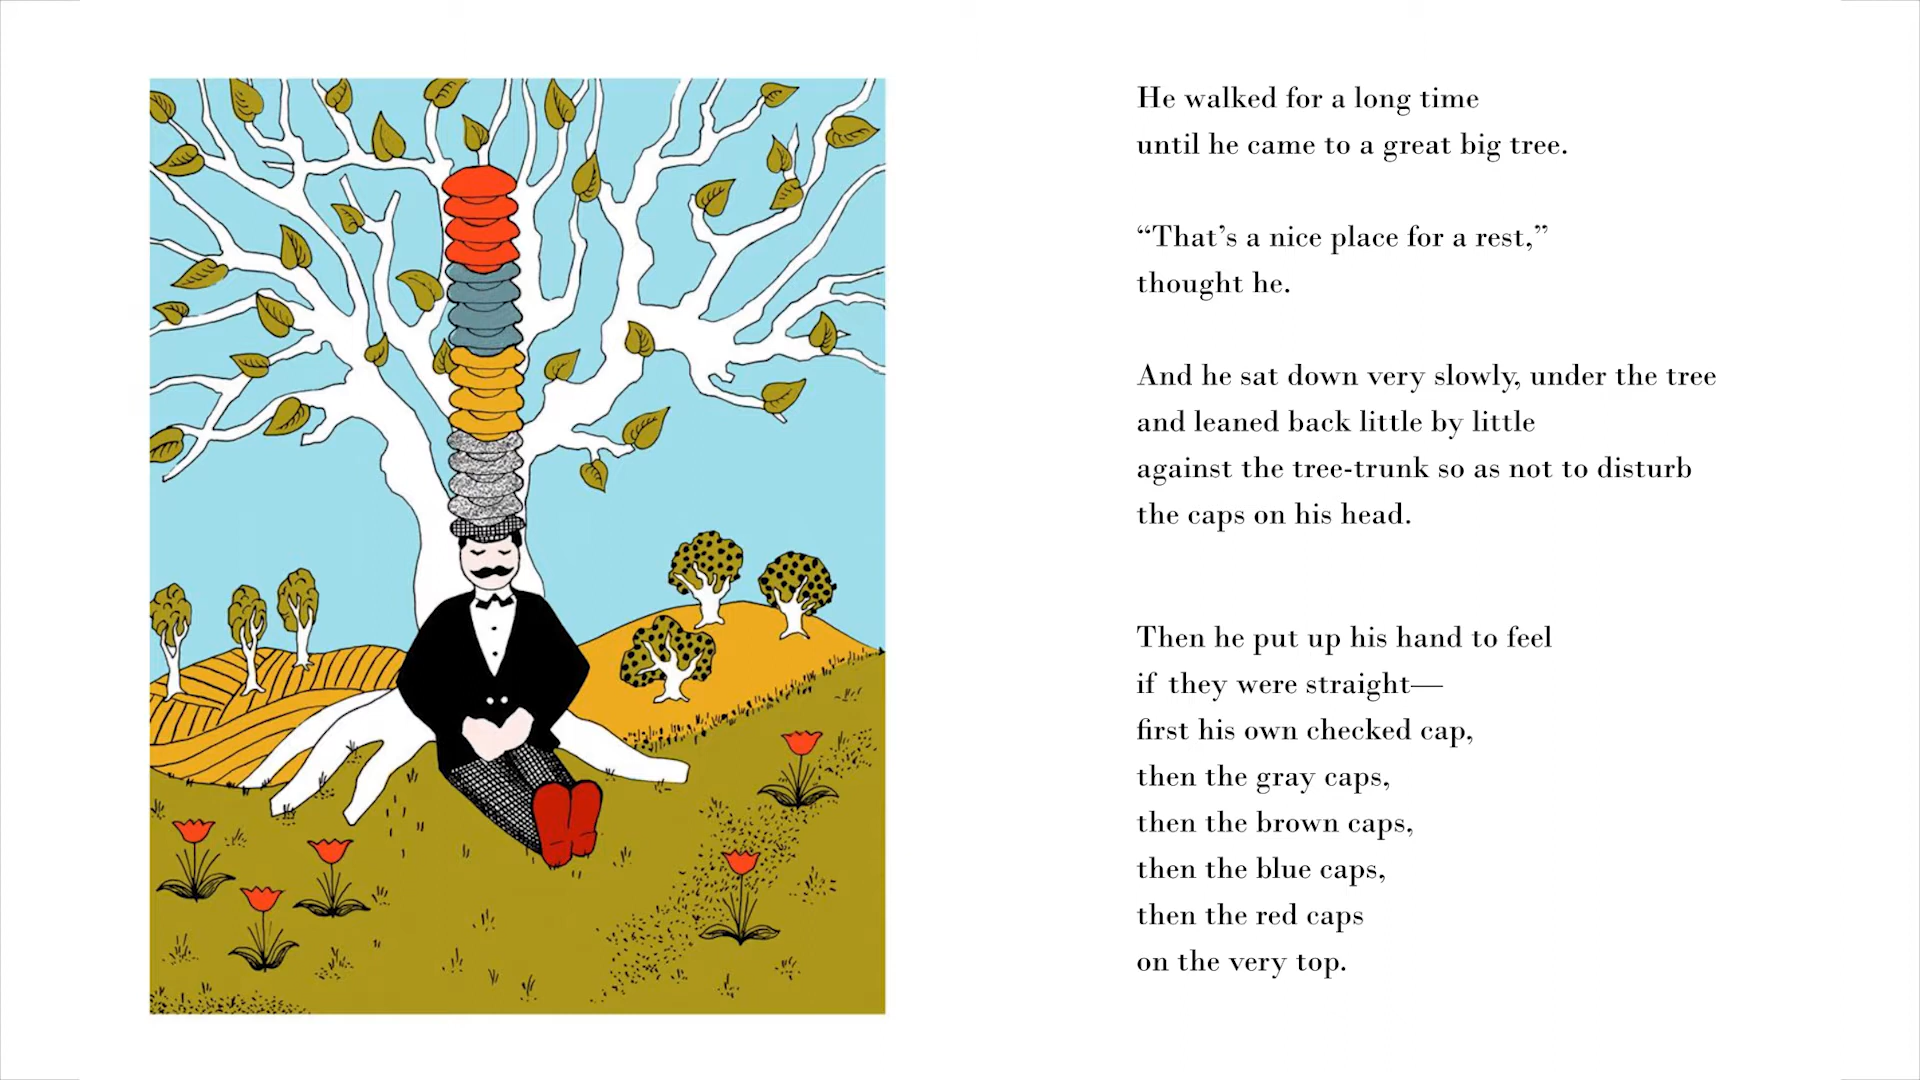 He walked for a long time
until he came to a great big tree.
“That’s a nice place for a rest,”
thought he.
And he sat down very slowly, under the tree
and leaned back little by little
against the tree-trunk so as not to disturb
the caps on his head.
Then he put up his hand to feel
if they were straight—
first his own checked cap,
then the gray caps,
then the brown caps,
then the blue caps,
then the red caps
on the very top.